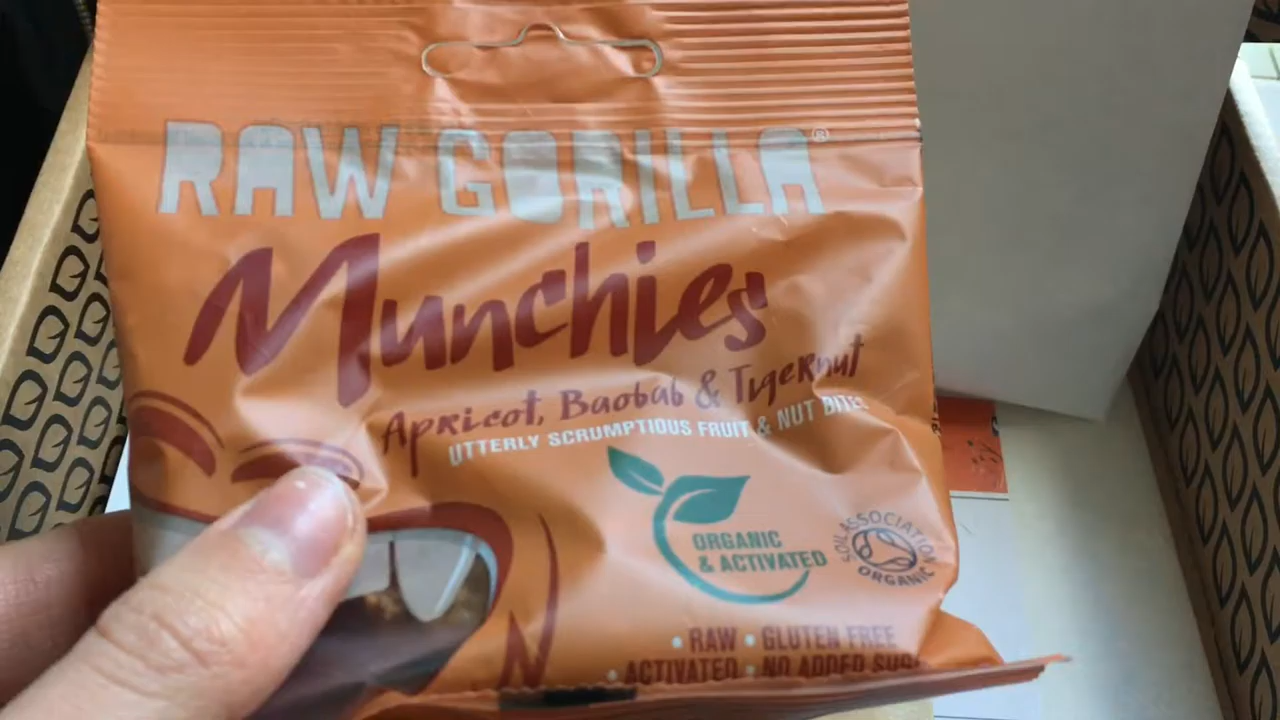 RAW GORILLA®
Munchies
Apricot, Baobab & Tigernut
UTTERLY SCRUMPTIOUS FRUIT & NUT BITES
ORGANIC
& ACTIVATED
SOIL ASSOCIATION
ORGANIC
• RAW • GLUTEN FREE
• ACTIVATED • NO ADDED